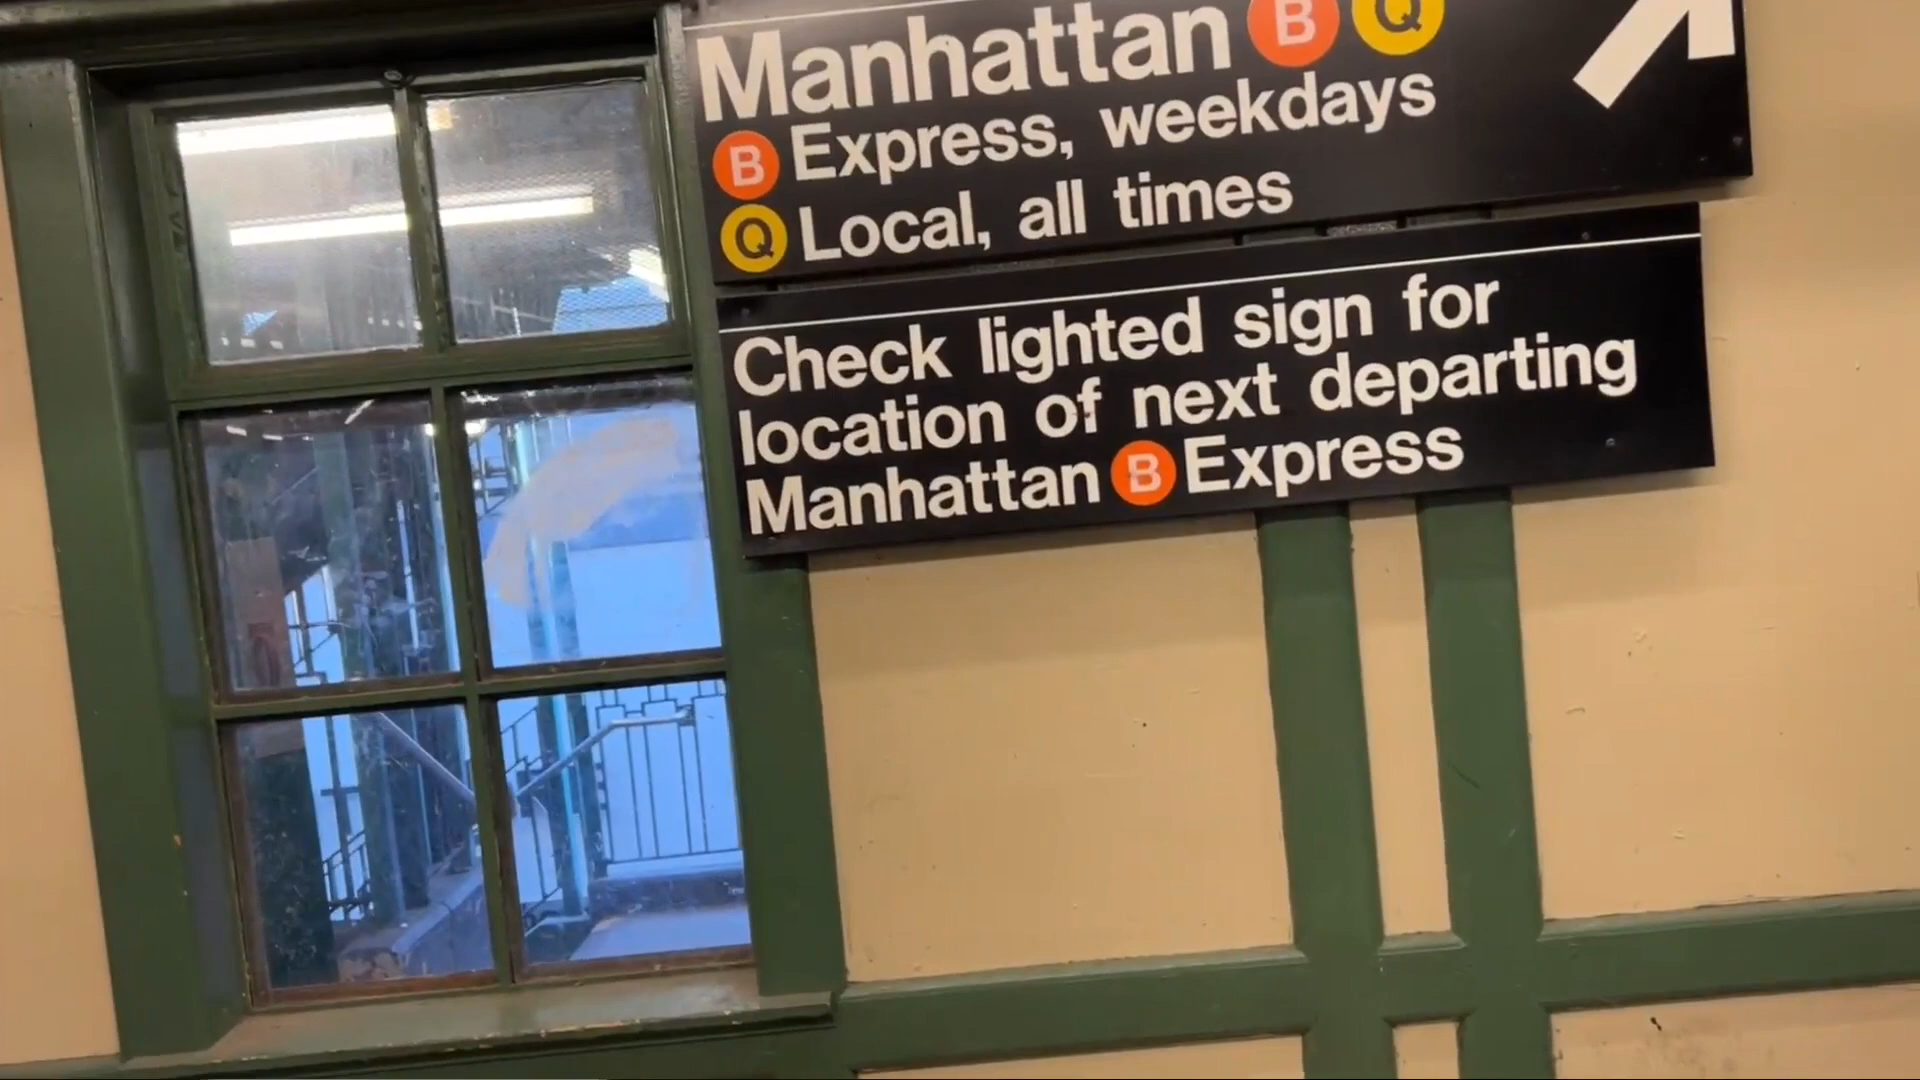 Manhattan B Q
B Express, weekdays
Q Local, all times
Check lighted sign for
location of next departing
Manhattan B Express